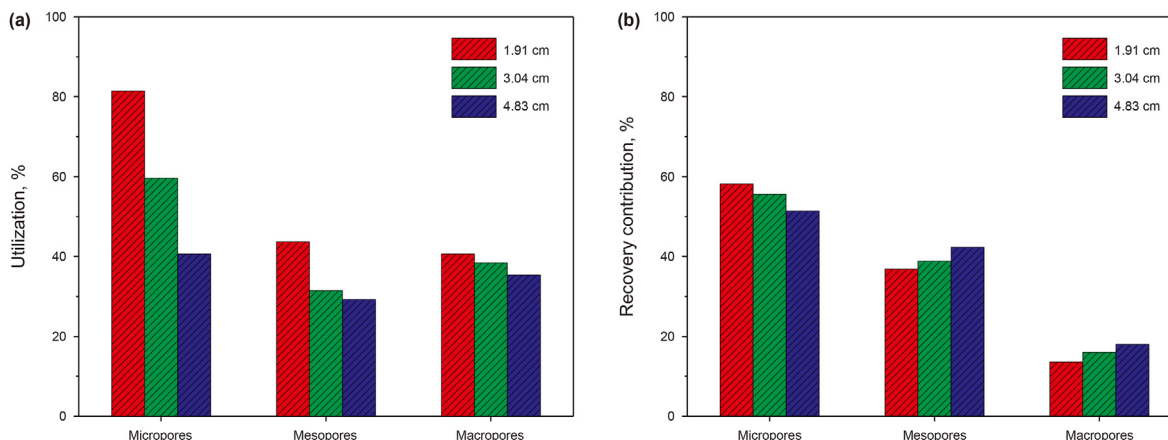 (a)
100
80
60
40
20
0
Utilization, %
1.91 cm
3.04 cm
4.83 cm
Micropores
Mesopores
Macropores
(b)
100
80
60
40
20
0
Recovery contribution, %
1.91 cm
3.04 cm
4.83 cm
Micropores
Mesopores
Macropores